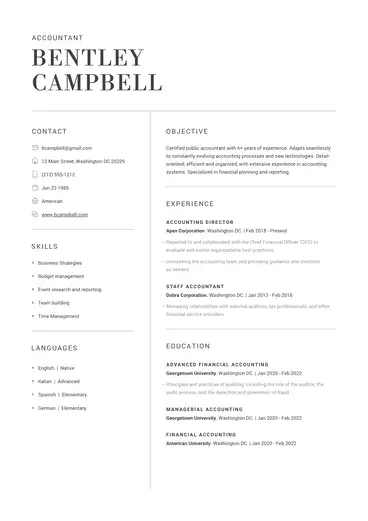 ACCOUNTANT
BENTLEY
CAMPBELL
CONTACT
bcampbell@gmail.com
12 Main Street, Washington DC 20229
(212) 555-1212
Jun 23 1985
American
www.bcampbell.com
SKILLS
Business Strategies
Budget management
Event research and reporting
Team building
Time Management
LANGUAGES
English | Native
Italian | Advanced
Spanish | Elementary
German | Elementary
OBJECTIVE
Certified public accountant with 6+ years of experience. Adapts seamlessly
to constantly evolving accounting processes and new technologies. Detail-
oriented, efficient and organized, with extensive experience in accounting
systems. Specialized in financial planning and reporting.
EXPERIENCE
ACCOUNTING DIRECTOR
Apex Corporation. Washington DC. | Feb 2018 - Present
Reported to and collaborated with the Chief Financial Officer (CFO) to
evaluate and evolve organizations best practices.
Overseeing the accounting team and providing guidance and direction
as needed.
STAFF ACCOUNTANT
Dobra Corporation. Washington DC. | Jan 2013 - Feb 2018
Managing relationships with external auditors, tax professionals, and other
financial service providers.
EDUCATION
ADVANCED FINANCIAL ACCOUNTING
Georgetown University. Washington DC. | Jan 2020 - Feb 2022
Principles and practices of auditing, including the role of the auditor, the
audit process, and the detection and prevention of fraud.
MANAGERIAL ACCOUNTING
Georgetown University. Washington DC. | Jan 2020 - Feb 2022
FINANCIAL ACCOUNTING
American University. Washington DC. | Jan 2020 - Feb 2022